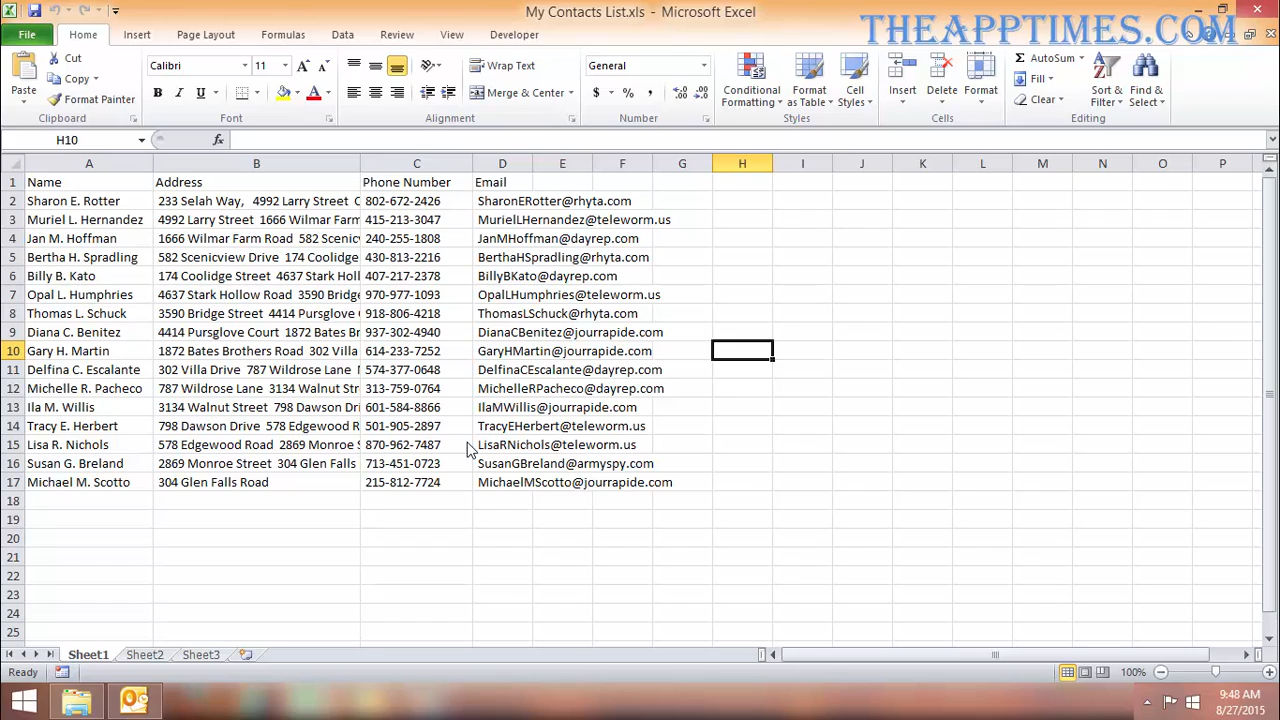 My Contacts List.xls - Microsoft Excel
THEAPPTIMES.COM
File Home Insert Page Layout Formulas Data Review View Developer
Cut
Copy
Format Painter
Paste
Clipboard
Calibri 11
B I U A
Font
Wrap Text
Merge & Center
Alignment
General
$ % ,
Number
Conditional Formatting
Format as Table
Cell Styles
Styles
Insert Delete Format
Cells
Σ AutoSum
Fill
Clear
Sort & Filter
Find & Select
Editing
H10 fx
A B C D E F G H I J K L M N O P
1 Name Address Phone Number Email
2 Sharon E. Rotter 233 Selah Way, 4992 Larry Street C 802-672-2426 SharonERotter@rhyta.com
3 Muriel L. Hernandez 4992 Larry Street 1666 Wilmar Farm 415-213-3047 MurielLHernandez@teleworm.us
4 Jan M. Hoffman 1666 Wilmar Farm Road 582 Scenicv 240-255-1808 JanMHoffman@dayrep.com
5 Bertha H. Spradling 582 Scenicview Drive 174 Coolidge 430-813-2216 BerthaHSpradling@rhyta.com
6 Billy B. Kato 174 Coolidge Street 4637 Stark Holl 407-217-2378 BillyBKato@dayrep.com
7 Opal L. Humphries 4637 Stark Hollow Road 3590 Bridge 970-977-1093 OpalLHumphries@teleworm.us
8 Thomas L. Schuck 3590 Bridge Street 4414 Pursglove 918-806-4218 ThomasLSchuck@rhyta.com
9 Diana C. Benitez 4414 Pursglove Court 1872 Bates Br 937-302-4940 DianaCBenitez@jourrapide.com
10 Gary H. Martin 1872 Bates Brothers Road 302 Villa 614-233-7252 GaryHMartin@jourrapide.com
11 Delfina C. Escalante 302 Villa Drive 787 Wildrose Lane 574-377-0648 DelfinaCEscalante@dayrep.com
12 Michelle R. Pacheco 787 Wildrose Lane 3134 Walnut Str 313-759-0764 MichelleRPacheco@dayrep.com
13 Ila M. Willis 3134 Walnut Street 798 Dawson Dri 601-584-8866 IlaMWillis@jourrapide.com
14 Tracy E. Herbert 798 Dawson Drive 578 Edgewood R 501-905-2897 TracyEHerbert@teleworm.us
15 Lisa R. Nichols 578 Edgewood Road 2869 Monroe S 870-962-7487 LisaRNichols@teleworm.us
16 Susan G. Breland 2869 Monroe Street 304 Glen Falls 713-451-0723 SusanGBreland@armyspy.com
17 Michael M. Scotto 304 Glen Falls Road 215-812-7724 MichaelMScotto@jourrapide.com
18
19
20
21
22
23
24
25
Sheet1 Sheet2 Sheet3
Ready 100%
9:48 AM
8/27/2015